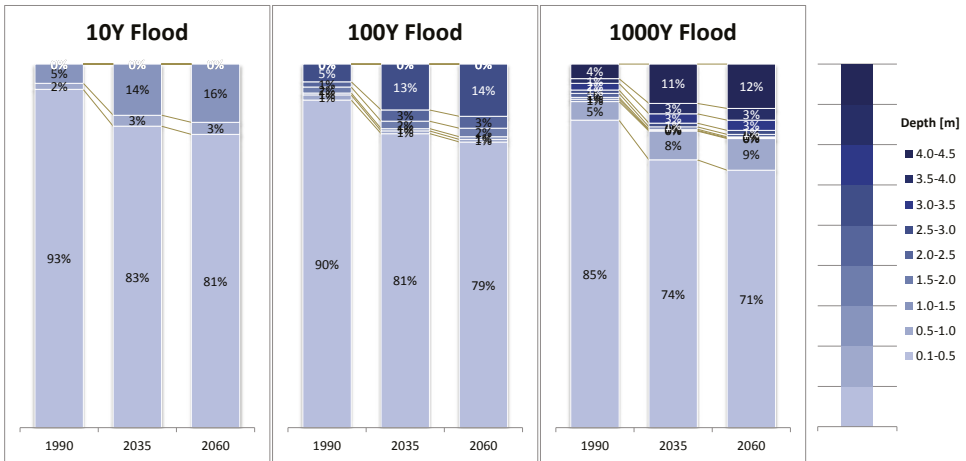 10Y Flood
0% 0% 0%
5% 14% 16%
2% 3% 3%
93% 83% 81%
1990 2035 2060
100Y Flood
0% 0% 0%
5% 13% 14%
3% 3%
2% 2%
1% 1% 1%
90% 81% 79%
1990 2035 2060
1000Y Flood
4% 11% 12%
1% 3% 3%
3% 3%
1% 0% 0%
5% 8% 9%
85% 74% 71%
1990 2035 2060
Depth [m]
4.0-4.5
3.5-4.0
3.0-3.5
2.5-3.0
2.0-2.5
1.5-2.0
1.0-1.5
0.5-1.0
0.1-0.5